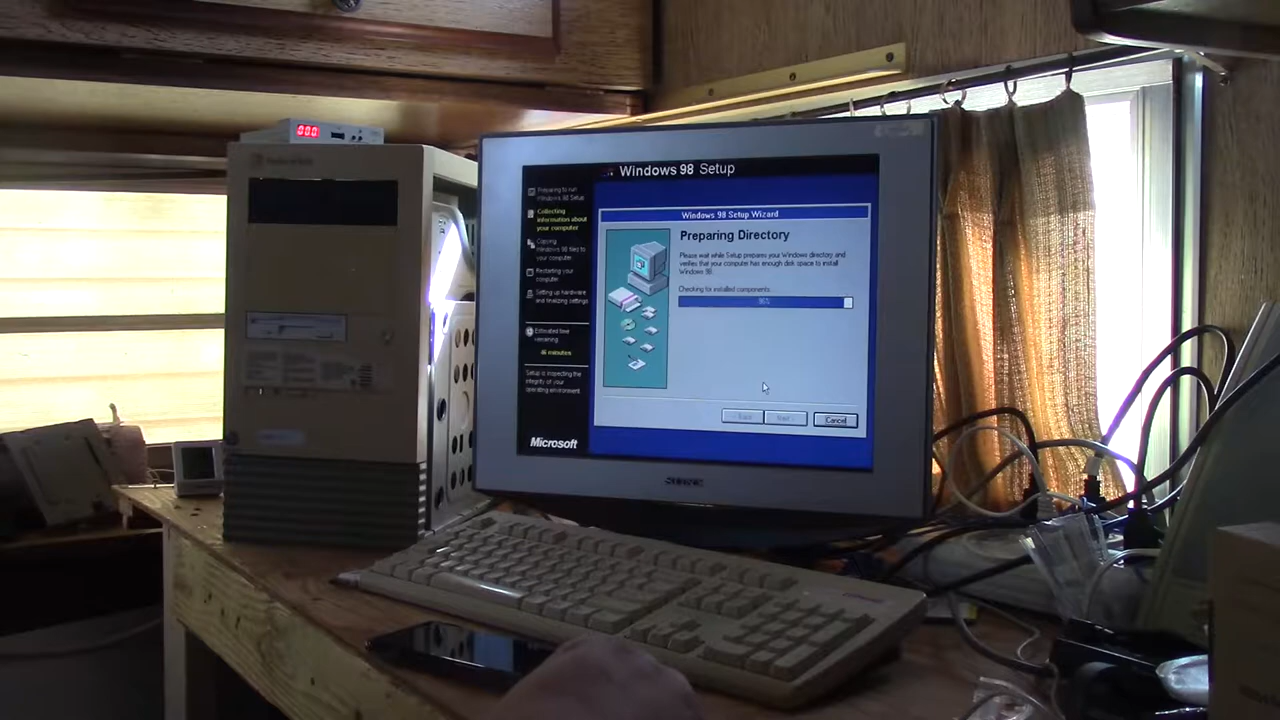 000
Windows 98 Setup
Preparing to run
Windows 98 Setup
Collecting
information about
your computer
Copying
Windows 98 files to
your computer
Restarting your
computer
Setting up hardware
and finalizing settings
Estimated time
remaining:
46 minutes
Setup is inspecting the
integrity of your
operating environment.
Microsoft
Windows 98 Setup Wizard
Preparing Directory
Please wait while Setup prepares your Windows directory and
verifies that your computer has enough disk space to install
Windows 98.
Checking for installed components:
< Back
Next >
Cancel
SONY